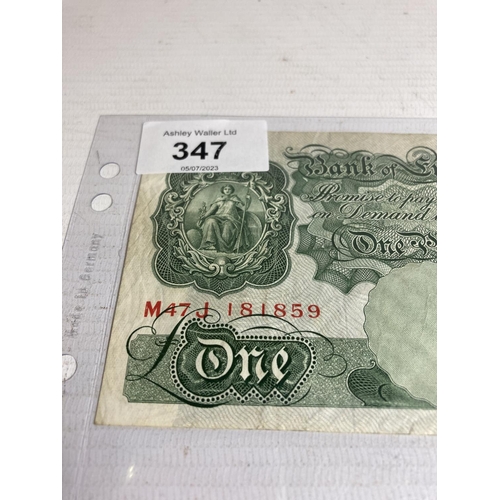 Ashley Waller Ltd
347
05/07/2023
Bank of E
Promise to pay
on Demand
One P
M47J 181859
£One
Made in Germany